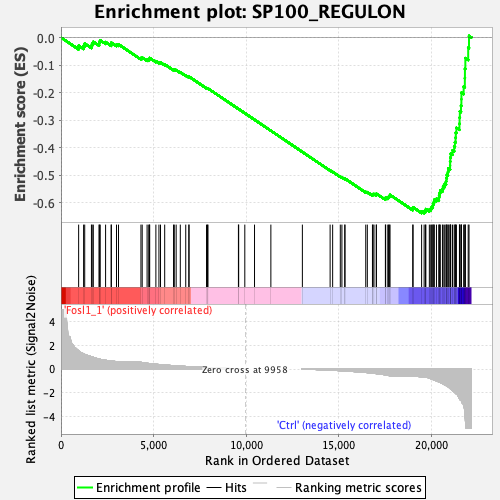 Enrichment plot: SP100_REGULON
Enrichment score (ES)
0.0
-0.1
-0.2
-0.3
-0.4
-0.5
-0.6
'Fosl1_1' (positively correlated)
Ranked list metric (Signal2Noise)
4
2
0
-2
-4
Zero cross at 9958
'Ctrl' (negatively correlated)
0
5,000
10,000
15,000
20,000
Rank in Ordered Dataset
Enrichment profile
Hits
Ranking metric scores